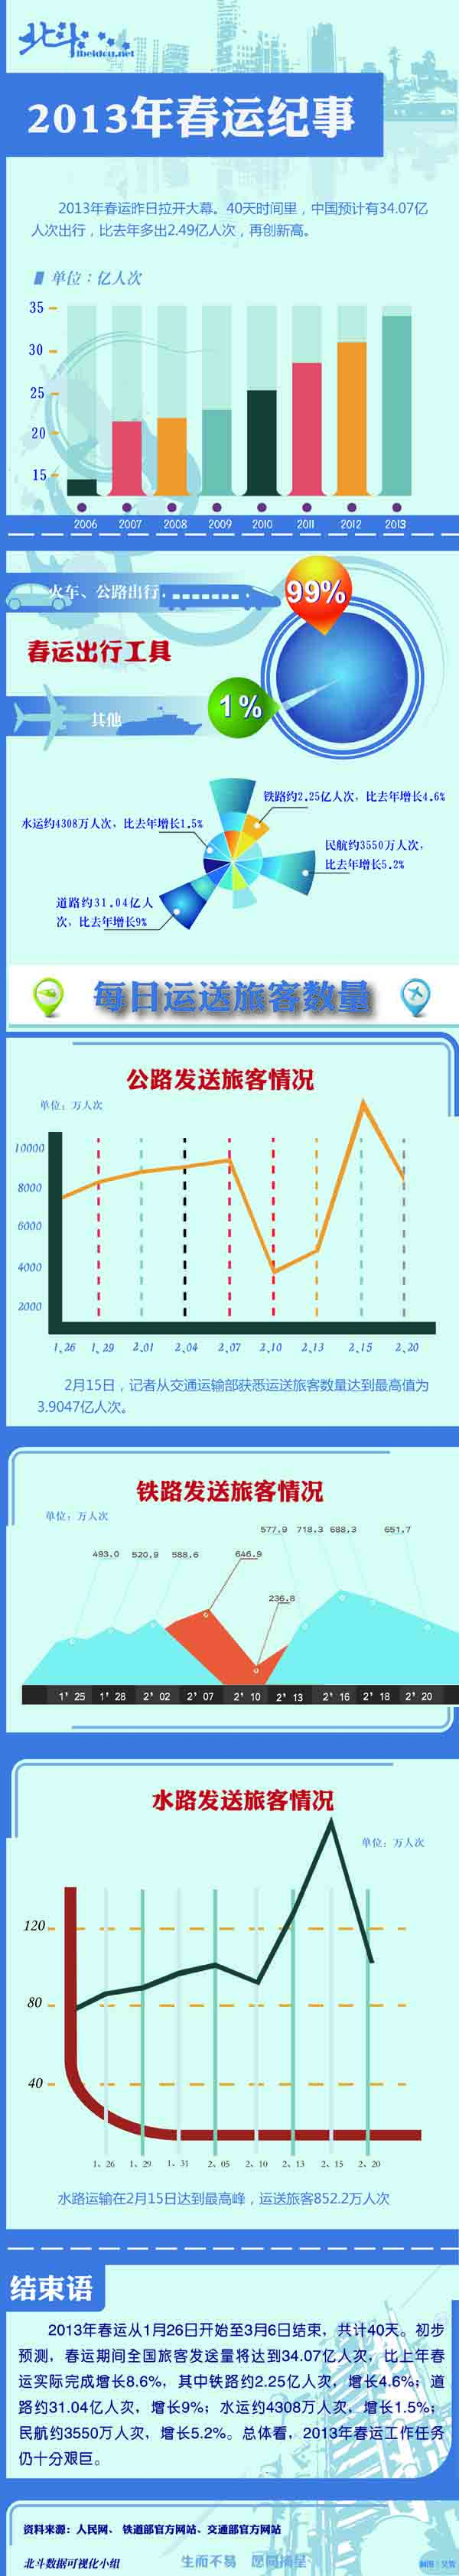 北斗
ibeidou.net
2013年春运纪事
2013年春运昨日拉开大幕。40天时间里，中国预计有34.07亿
人次出行，比去年多出2.49亿人次，再创新高。
单位：亿人次
35
30
25
20
15
2006 2007 2008 2009 2010 2011 2012 2013
火车、公路出行
99%
春运出行工具
1%
其他
铁路约2.25亿人次，比去年增长4.6%
水运约4308万人次，比去年增长1.5%
民航约3550万人次，
比去年增长5.2%
道路约31.04亿人
次，比去年增长9%
每日运送旅客数量
公路发送旅客情况
单位：万人次
10000
8000
6000
4000
2000
1、26 1、29 2、01 2、04 2、07 2、10 2、13 2、15 2、20
2月15日，记者从交通运输部获悉运送旅客数量达到最高值为
3.9047亿人次。
铁路发送旅客情况
单位：万人次
577.9 718.3 688.3 651.7
493.0 520.9 588.6 646.9
236.8
1’25 1’28 2’02 2’07 2’10 2’13 2’16 2’18 2’20
水路发送旅客情况
单位：万人次
120
80
40
1、26 1、29 1、31 2、05 2、10 2、13 2、15 2、20
水路运输在2月15日达到最高峰，运送旅客852.2万人次
结束语
2013年春运从1月26日开始至3月6日结束，共计40天。初步
预测，春运期间全国旅客发送量将达到34.07亿人次，比上年春
运实际完成增长8.6%，其中铁路约2.25亿人次，增长4.6%；道
路约31.04亿人次，增长9%；水运约4308万人次，增长1.5%；
民航约3550万人次，增长5.2%。总体看，2013年春运工作任务
仍十分艰巨。
资料来源：人民网、铁道部官方网站、交通部官方网站
北斗数据可视化小组
生而不易 愿同摘星